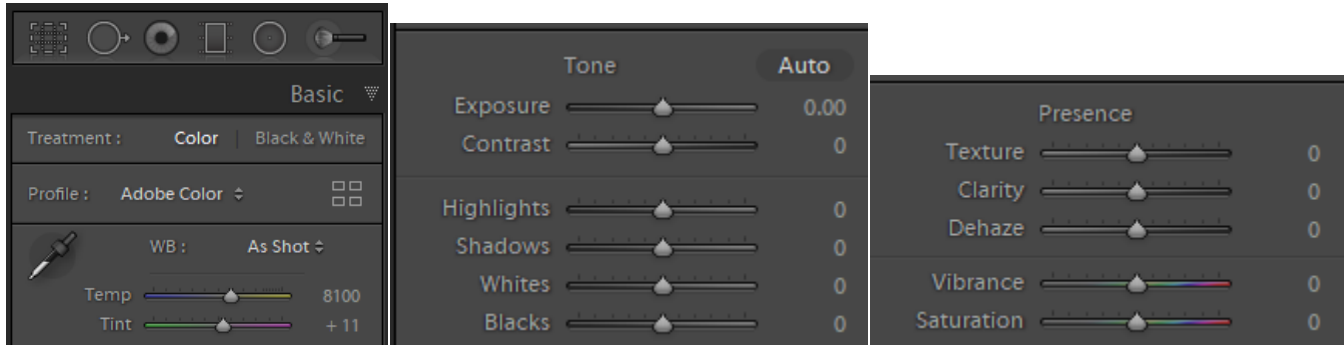 Basic
Treatment : Color | Black & White
Profile : Adobe Color
WB : As Shot
Temp 8100
Tint + 11
Tone Auto
Exposure 0.00
Contrast 0
Highlights 0
Shadows 0
Whites 0
Blacks 0
Presence
Texture 0
Clarity 0
Dehaze 0
Vibrance 0
Saturation 0